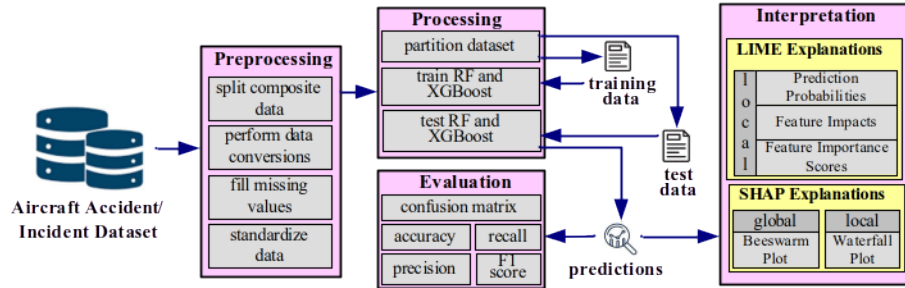 Aircraft Accident/
Incident Dataset
Preprocessing
split composite
data
perform data
conversions
fill missing
values
standardize
data
Processing
partition dataset
train RF and
XGBoost
test RF and
XGBoost
training
data
test
data
Evaluation
confusion matrix
accuracy
recall
precision
F1
score
predictions
Interpretation
LIME Explanations
l
o
c
a
l
Prediction
Probabilities
Feature Impacts
Feature Importance
Scores
SHAP Explanations
global
local
Beeswarm
Plot
Waterfall
Plot